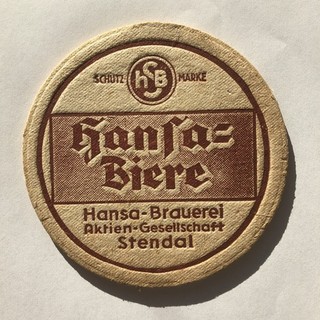 HSB
SCHUTZ MARKE
Hansa=
Biere
Hansa-Brauerei
Aktien-Gesellschaft
Stendal